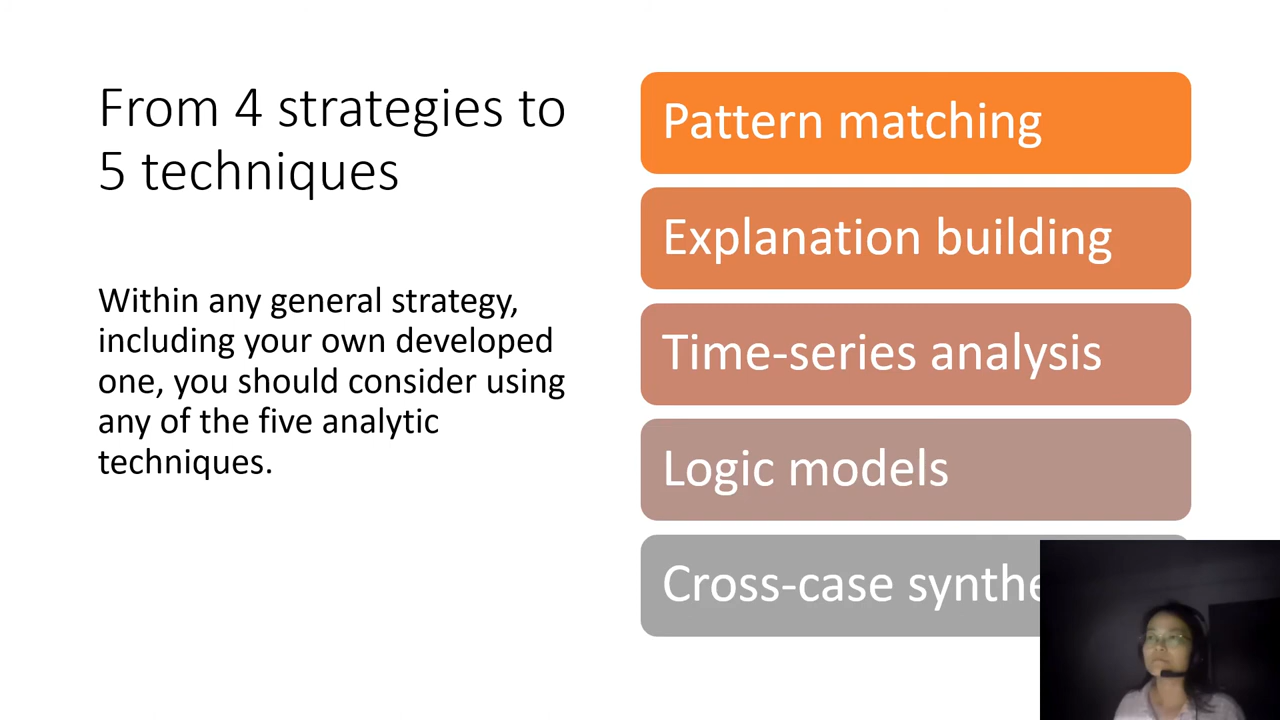 From 4 strategies to
5 techniques
Within any general strategy,
including your own developed
one, you should consider using
any of the five analytic
techniques.
Pattern matching
Explanation building
Time-series analysis
Logic models
Cross-case